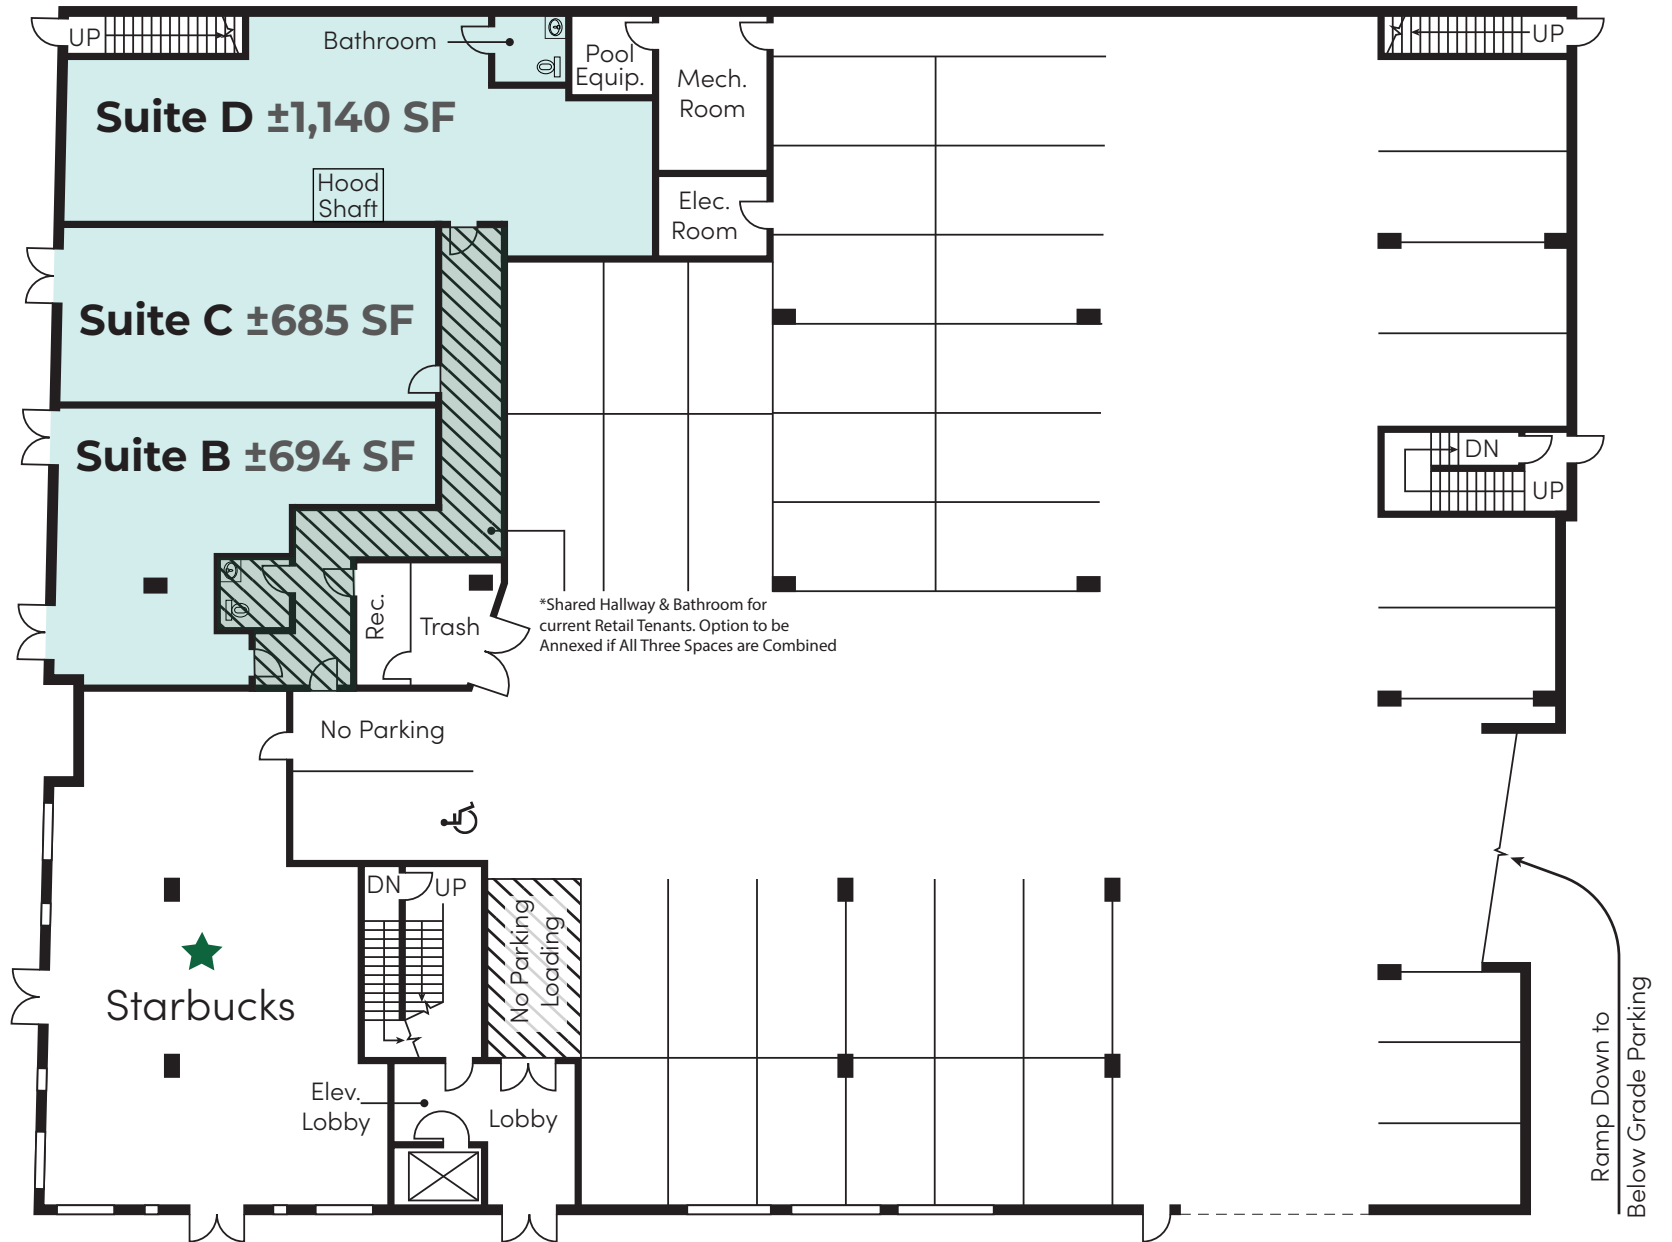 UP
Bathroom
Pool
Equip.
Mech.
Room
UP
Suite D ±1,140 SF
Hood
Shaft
Elec.
Room
Suite C ±685 SF
Suite B ±694 SF
DN
UP
*Shared Hallway & Bathroom for
current Retail Tenants. Option to be
Annexed if All Three Spaces are Combined
Rec.
Trash
No Parking
DN
UP
No Parking
Loading
Starbucks
Elev.
Lobby
Lobby
Ramp Down to
Below Grade Parking